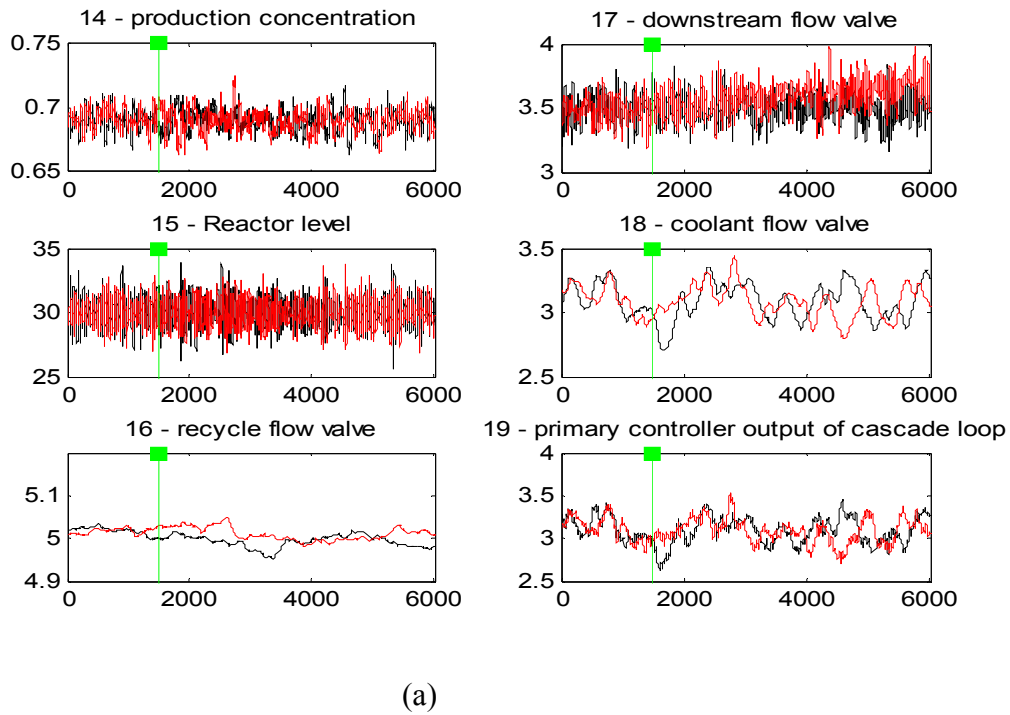 14 - production concentration
0.75
0.7
0.65
0 2000 4000 6000
17 - downstream flow valve
4
3.5
3
0 2000 4000 6000
15 - Reactor level
35
30
25
0 2000 4000 6000
18 - coolant flow valve
3.5
3
2.5
0 2000 4000 6000
16 - recycle flow valve
5.1
5
4.9
0 2000 4000 6000
19 - primary controller output of cascade loop
4
3.5
3
2.5
0 2000 4000 6000
(a)